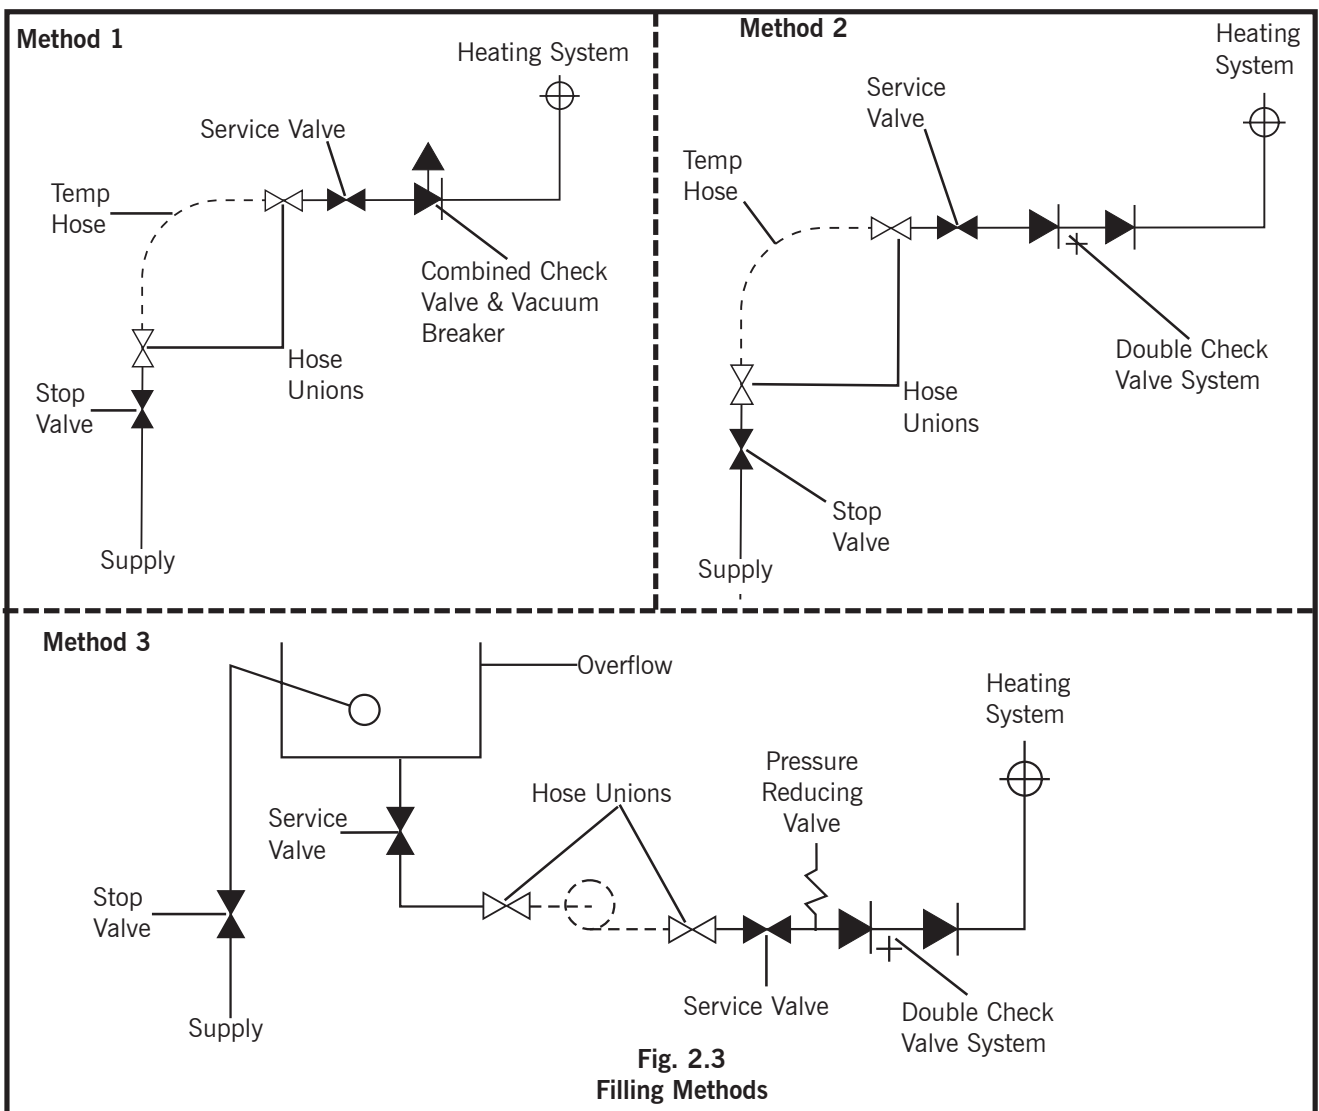 Method 1
Heating System
Service Valve
Temp
Hose
Combined Check
Valve & Vacuum
Breaker
Hose
Unions
Stop
Valve
Supply
Method 2
Heating
System
Service
Valve
Temp
Hose
Double Check
Valve System
Hose
Unions
Stop
Valve
Supply
Method 3
Overflow
Heating
System
Pressure
Reducing
Valve
Hose Unions
Service
Valve
Stop
Valve
Service Valve
Double Check
Valve System
Supply
Fig. 2.3
Filling Methods